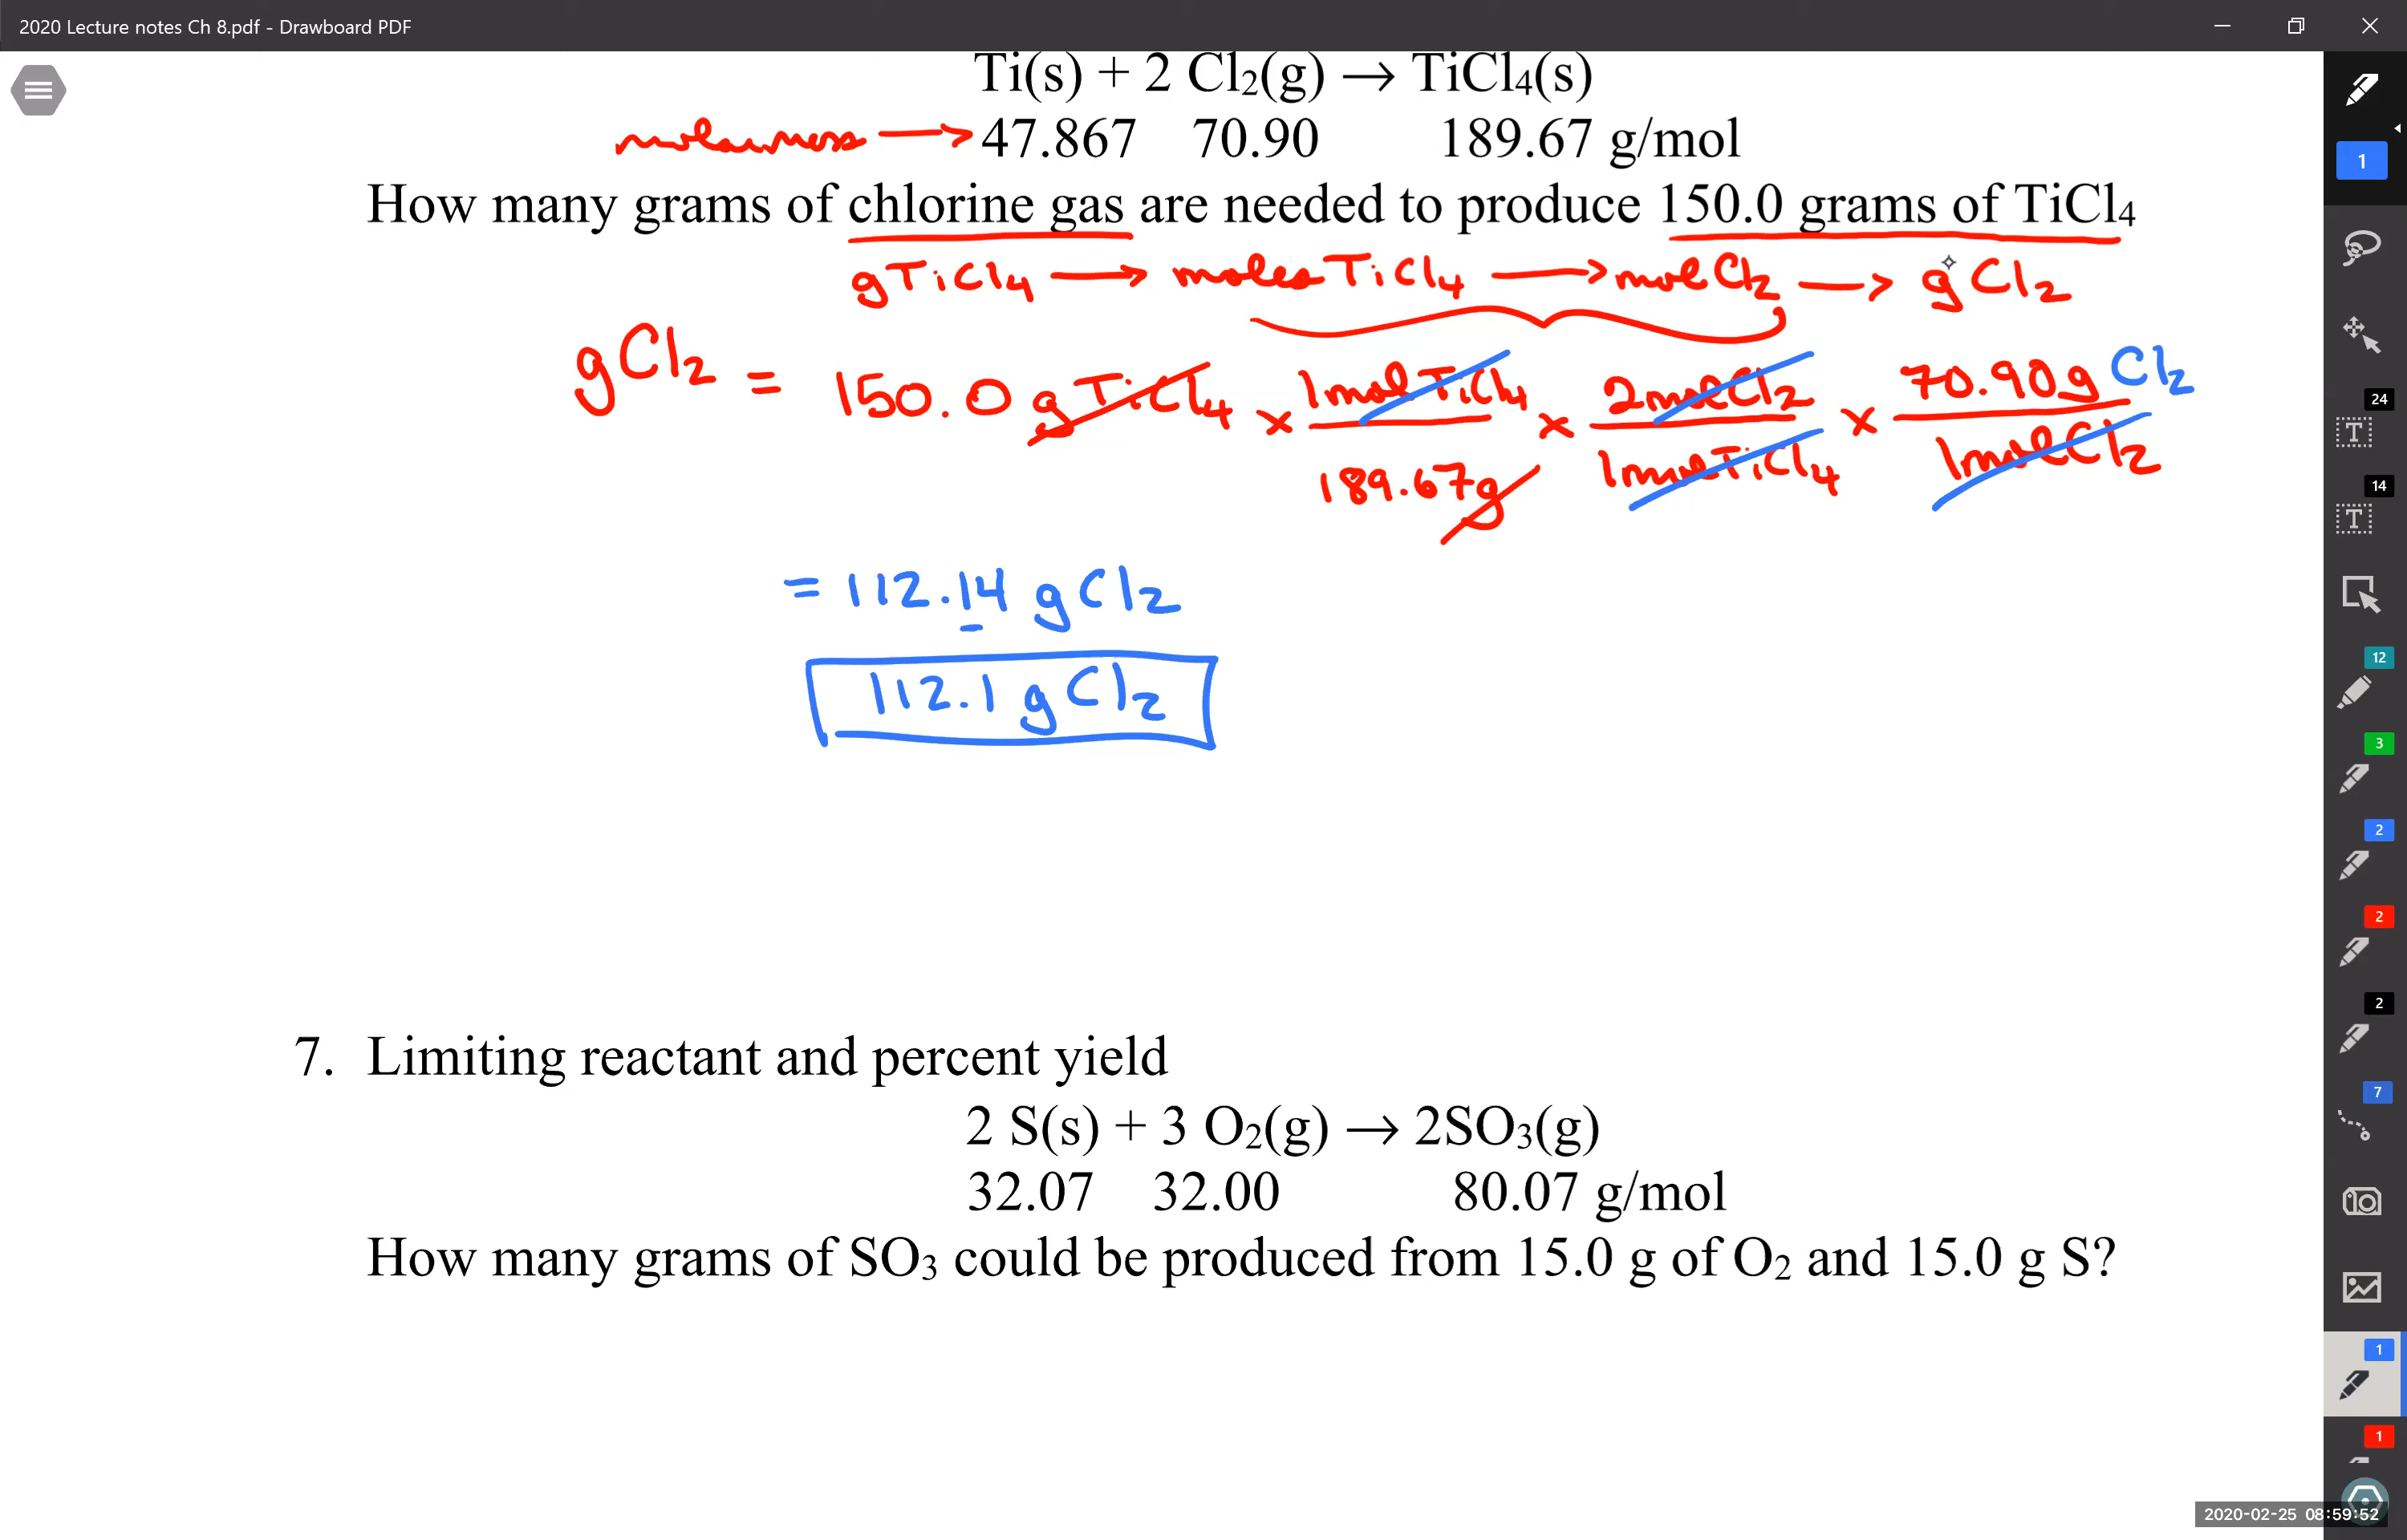 2020 Lecture notes Ch 8.pdf - Drawboard PDF
Ti(s) + 2 Cl2(g) → TiCl4(s)
molar mass → 47.867 70.90 189.67 g/mol
How many grams of chlorine gas are needed to produce 150.0 grams of TiCl4
g TiCl4 → moles TiCl4 → mol Cl2 → g Cl2
g Cl2 = 150.0 g TiCl4 × 1 mol TiCl4 / 189.67 g × 2 mol Cl2 / 1 mol TiCl4 × 70.90 g Cl2 / 1 mol Cl2
= 112.14 g Cl2
112.1 g Cl2
7. Limiting reactant and percent yield
2 S(s) + 3 O2(g) → 2SO3(g)
32.07 32.00 80.07 g/mol
How many grams of SO3 could be produced from 15.0 g of O2 and 15.0 g S?
1
24
T
14
T
12
3
2
2
2
7
1
1
2020-02-25 08:59:52